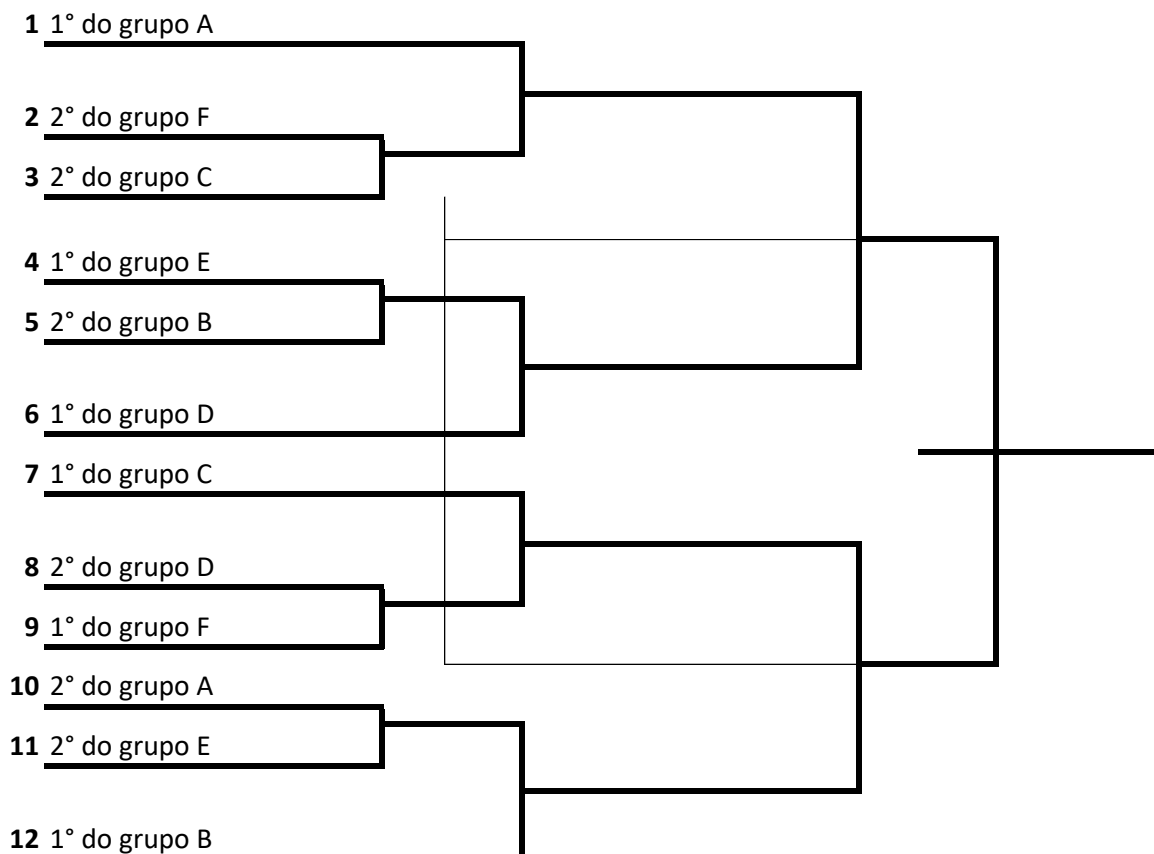 1 1° do grupo A
2 2° do grupo F
3 2° do grupo C
4 1° do grupo E
5 2° do grupo B
6 1° do grupo D
7 1° do grupo C
8 2° do grupo D
9 1° do grupo F
10 2° do grupo A
11 2° do grupo E
12 1° do grupo B